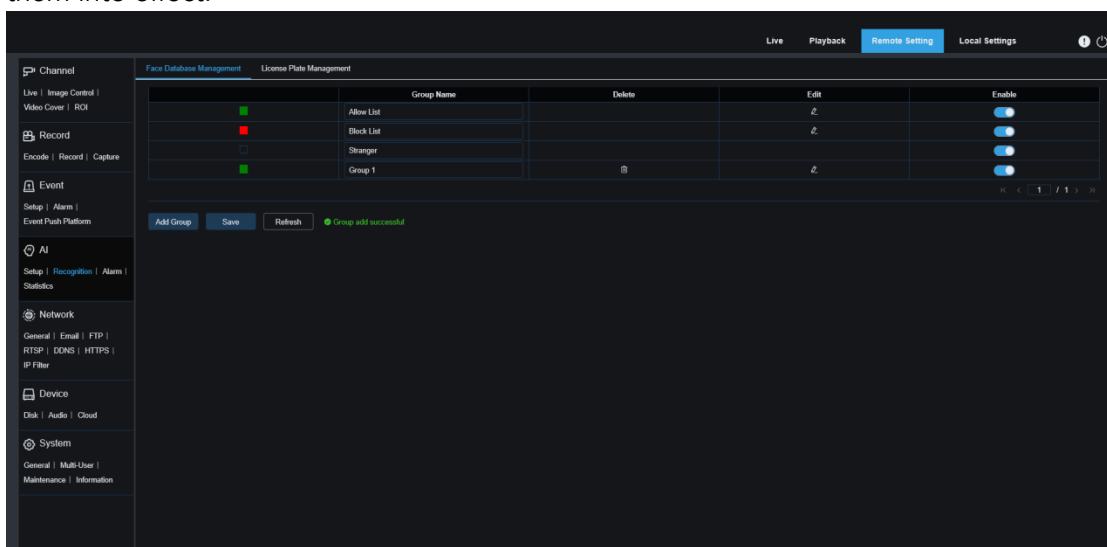 them into effect.
Live Playback Remote Setting Local Settings
Channel
Live | Image Control |
Video Cover | ROI
Record
Encode | Record | Capture
Event
Setup | Alarm |
Event Push Platform
AI
Setup | Recognition | Alarm |
Statistics
Network
General | Email | FTP |
RTSP | DDNS | HTTPS |
IP Filter
Device
Disk | Audio | Cloud
System
General | Multi-User |
Maintenance | Information
Face Database Management License Plate Management
Group Name Delete Edit Enable
Allow List
Block List
Stranger
Group 1
1 / 1
Add Group Save Refresh Group add successful